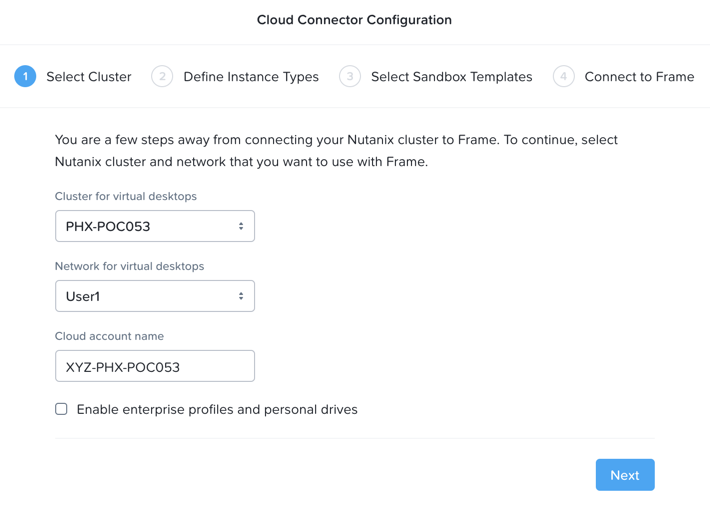 Cloud Connector Configuration
1 Select Cluster 2 Define Instance Types 3 Select Sandbox Templates 4 Connect to Frame
You are a few steps away from connecting your Nutanix cluster to Frame. To continue, select
Nutanix cluster and network that you want to use with Frame.
Cluster for virtual desktops
PHX-POC053
Network for virtual desktops
User1
Cloud account name
XYZ-PHX-POC053
Enable enterprise profiles and personal drives
Next